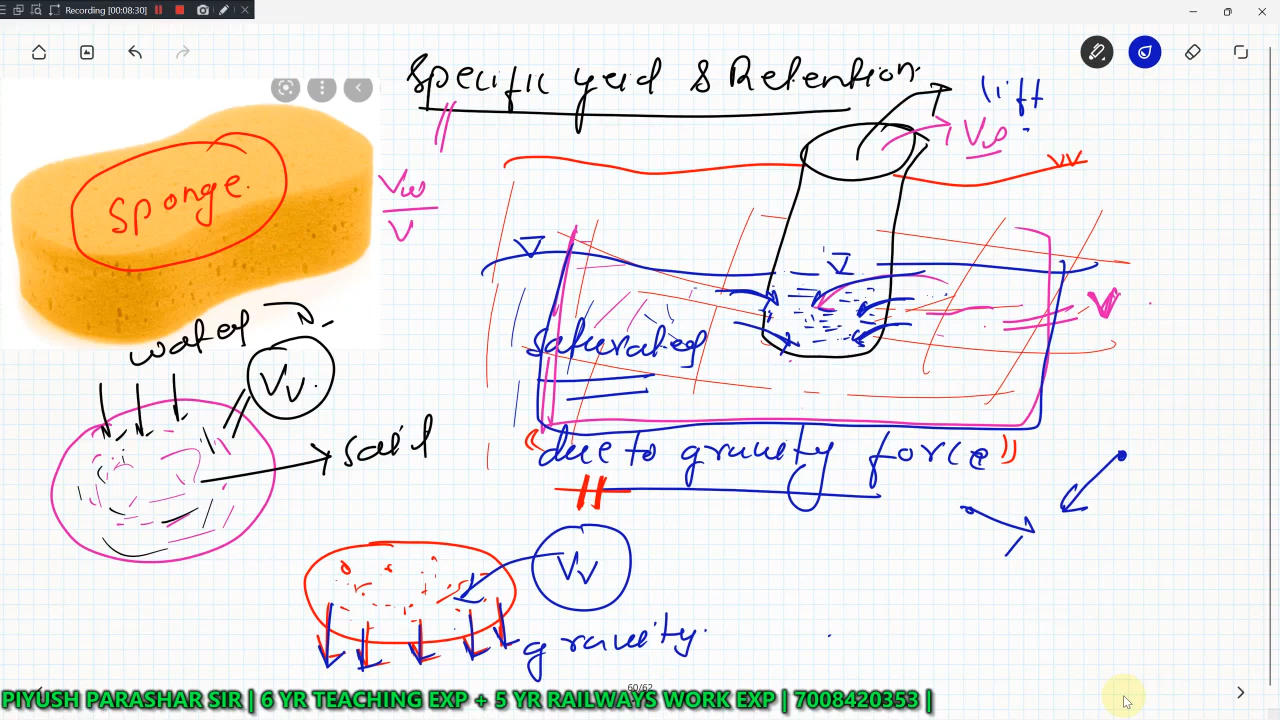 Recording [00:08:30]
Specific yeid & Retention
lift
Sponge
Vw
V
water
VV
sat'd
saturated
V
"due to gravity force"
VV
gravity
60/62
PIYUSH PARASHAR SIR | 6 YR TEACHING EXP + 5 YR RAILWAYS WORK EXP | 7008420353 |